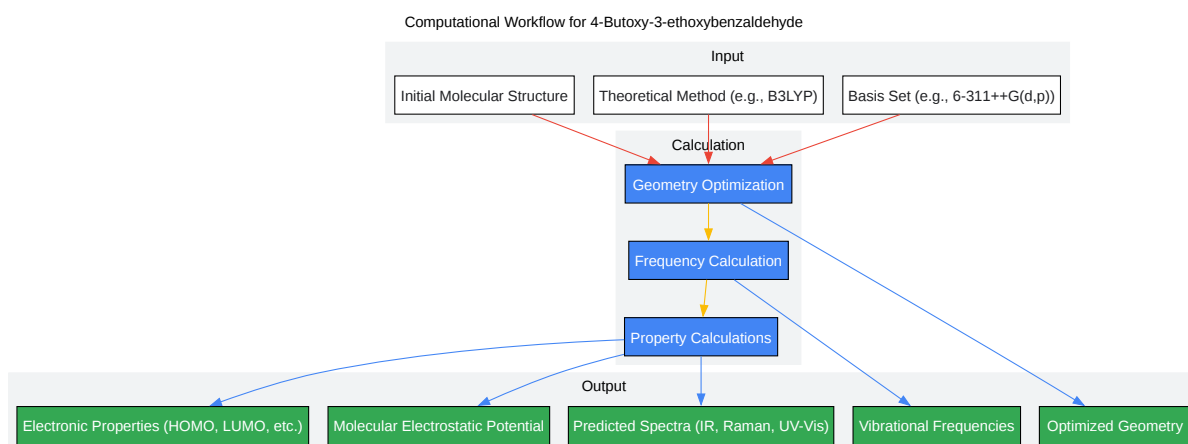 Computational Workflow for 4-Butoxy-3-ethoxybenzaldehyde
Input
Initial Molecular Structure
Theoretical Method (e.g., B3LYP)
Basis Set (e.g., 6-311++G(d,p))
Calculation
Geometry Optimization
Frequency Calculation
Property Calculations
Output
Electronic Properties (HOMO, LUMO, etc.)
Molecular Electrostatic Potential
Predicted Spectra (IR, Raman, UV-Vis)
Vibrational Frequencies
Optimized Geometry